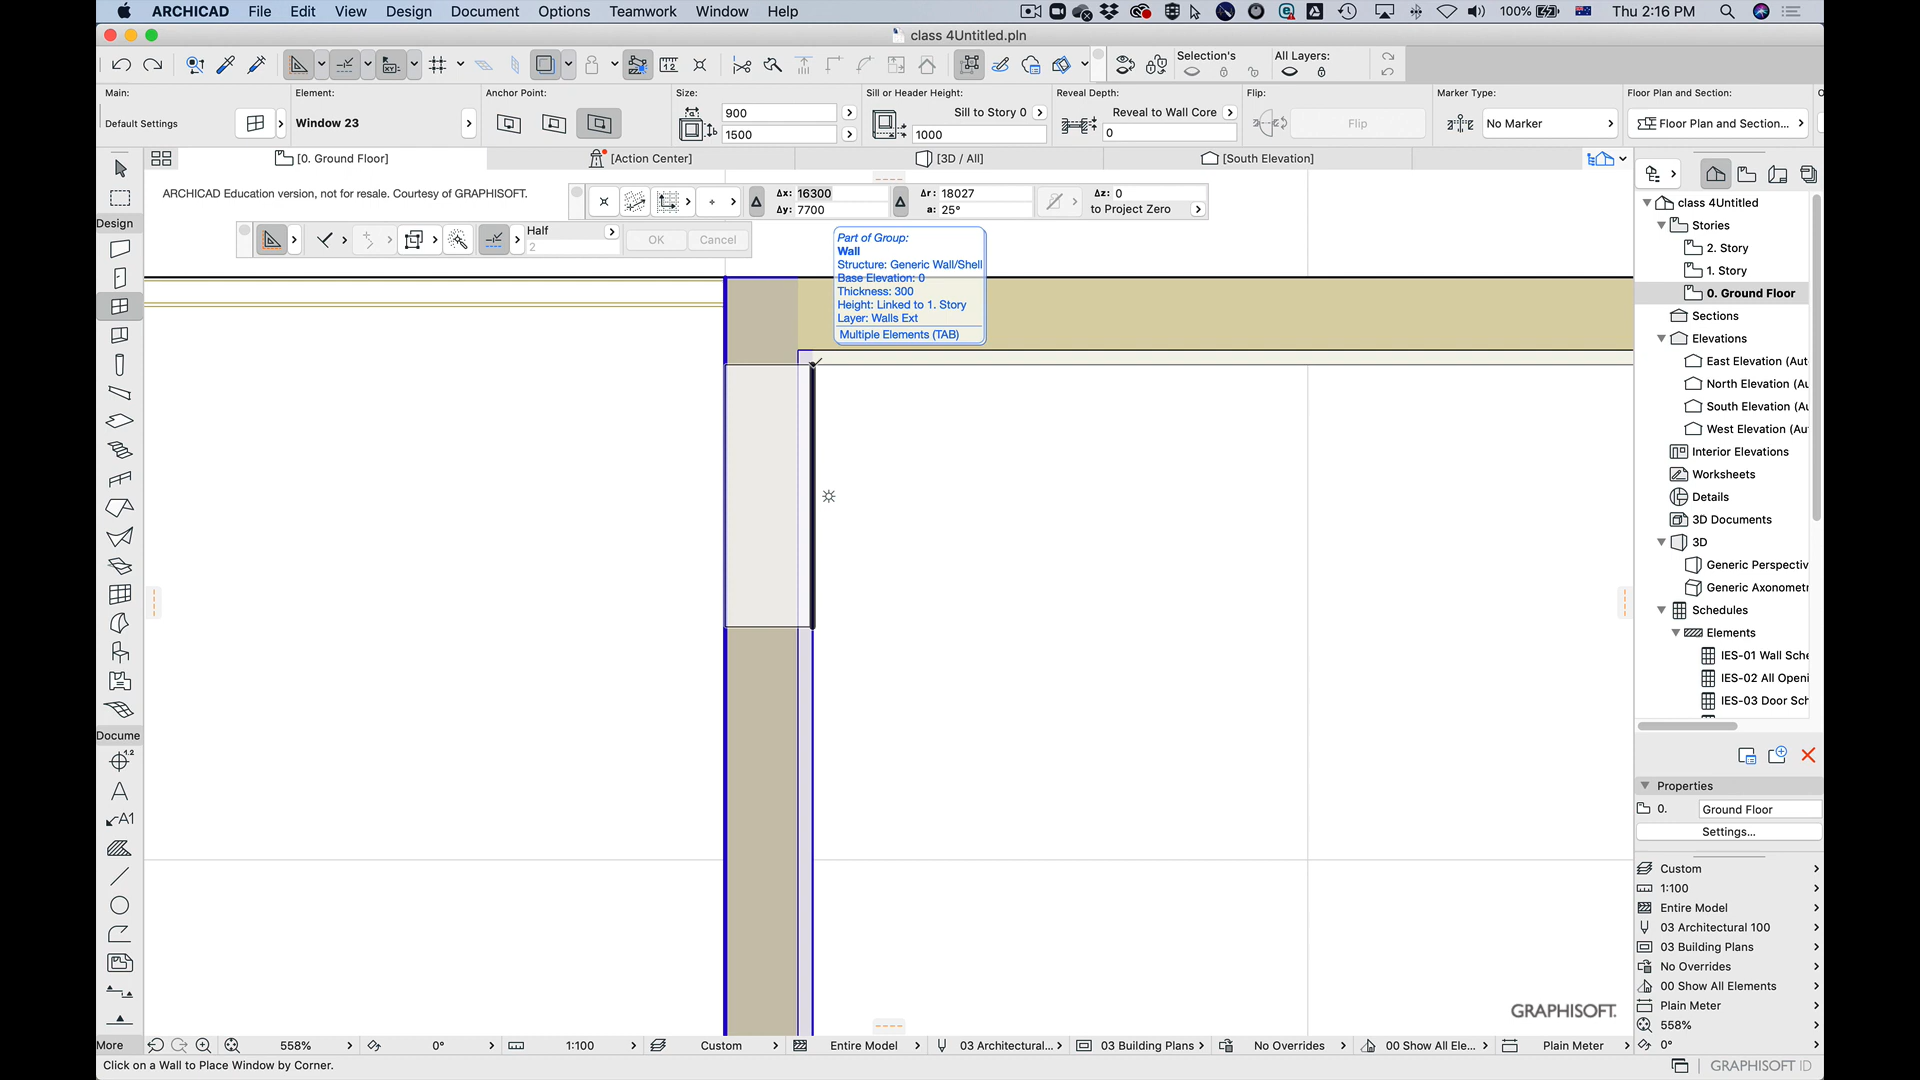 ARCHICAD File Edit View Design Document Options Teamwork Window Help 100% Thu 2:16 PM
class 4Untitled.pln
Selection's All Layers:
Main: Element: Anchor Point: Size: Sill or Header Height: Reveal Depth: Flip: Marker Type: Floor Plan and Section:
900 Sill to Story 0 Reveal to Wall Core
Default Settings Window 23 Flip No Marker Floor Plan and Section...
1500 1000 0
[0. Ground Floor] [Action Center] [3D / All] [South Elevation]
ARCHICAD Education version, not for resale. Courtesy of GRAPHISOFT.
Δx: 16300 Δr: 18027 Δz: 0
Δy: 7700 a: 25° to Project Zero
Half
2
OK Cancel
Part of Group:
Wall
Structure: Generic Wall/Shell
Base Elevation: 0
Thickness: 300
Height: Linked to 1. Story
Layer: Walls Ext
Multiple Elements (TAB)
Design
Docume
1.2
A1
More
class 4Untitled
Stories
2. Story
1. Story
0. Ground Floor
Sections
Elevations
East Elevation (Aut
North Elevation (Au
South Elevation (Au
West Elevation (Au
Interior Elevations
Worksheets
Details
3D Documents
3D
Generic Perspectiv
Generic Axonometr
Schedules
Elements
IES-01 Wall Sche
IES-02 All Openi
IES-03 Door Sch
Properties
0. Ground Floor
Settings...
Custom
1:100
Entire Model
03 Architectural 100
03 Building Plans
No Overrides
00 Show All Elements
Plain Meter
558%
0°
GRAPHISOFT.
558% 0° 1:100 Custom Entire Model 03 Architectural... 03 Building Plans No Overrides 00 Show All Ele... Plain Meter
Click on a Wall to Place Window by Corner.
GRAPHISOFT ID